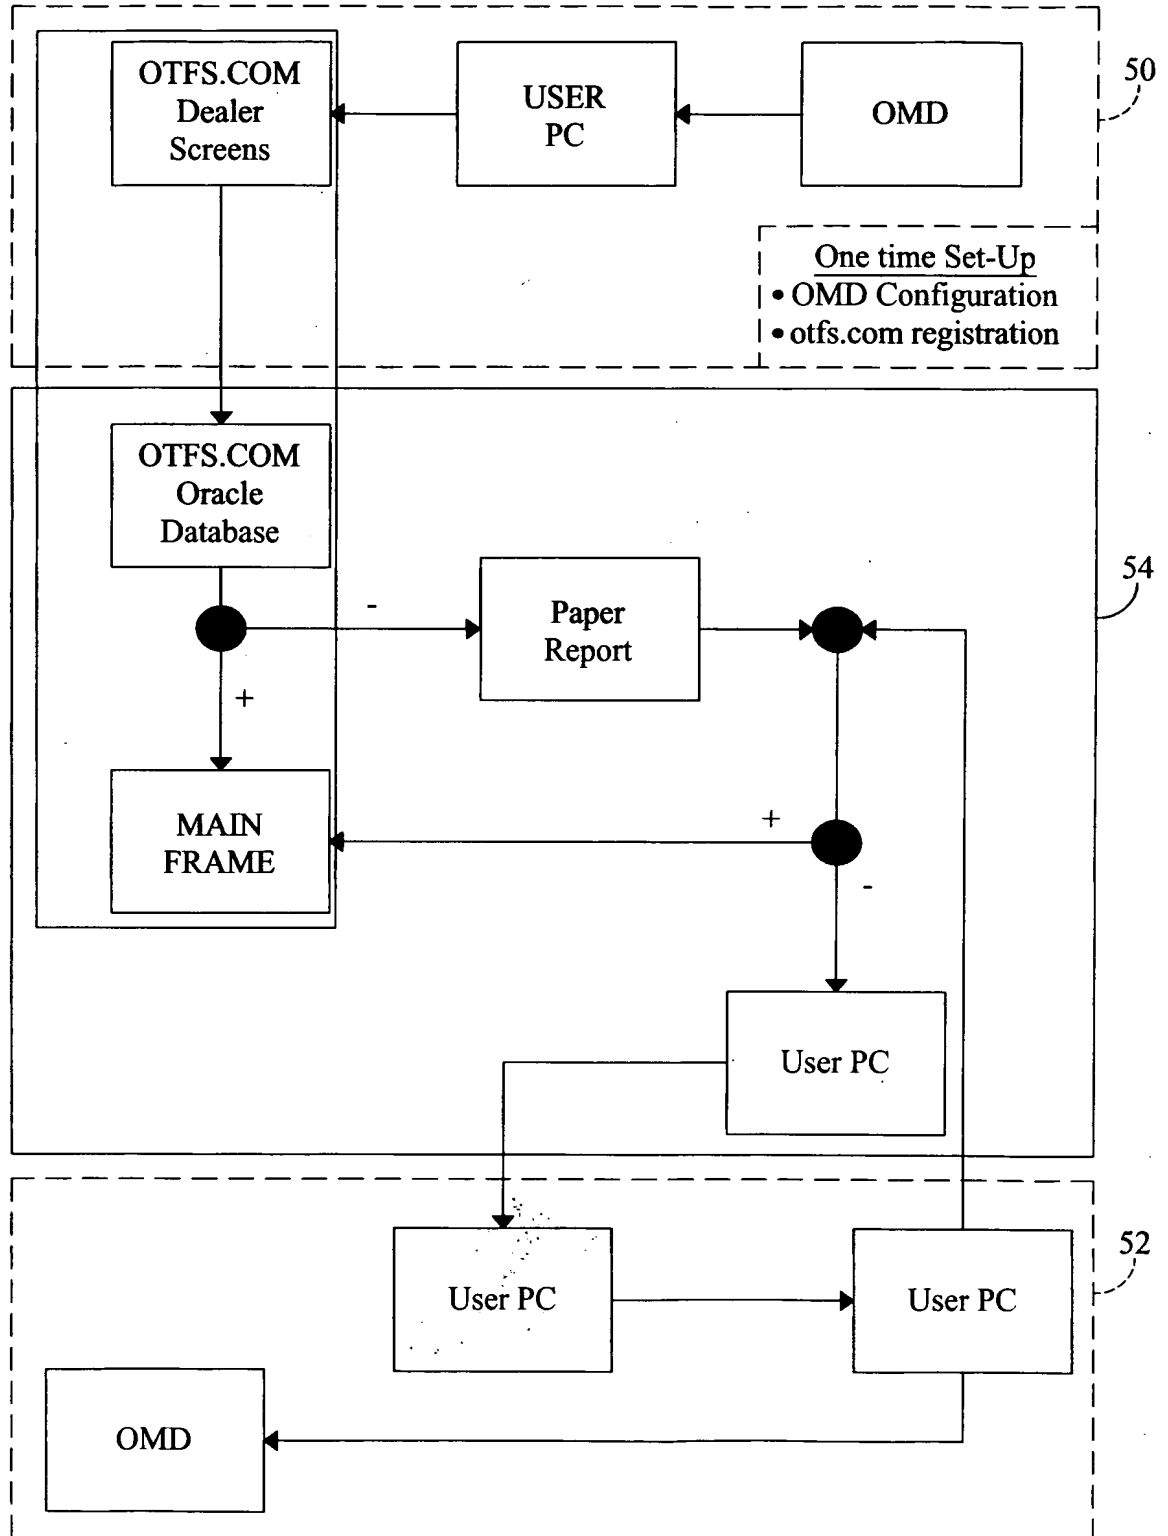 OTFS.COM
Dealer
Screens
USER
PC
OMD
50
One time Set-Up
• OMD Configuration
• otfs.com registration
OTFS.COM
Oracle
Database
54
-
Paper
Report
+
MAIN
FRAME
+
-
User PC
52
User PC
User PC
OMD